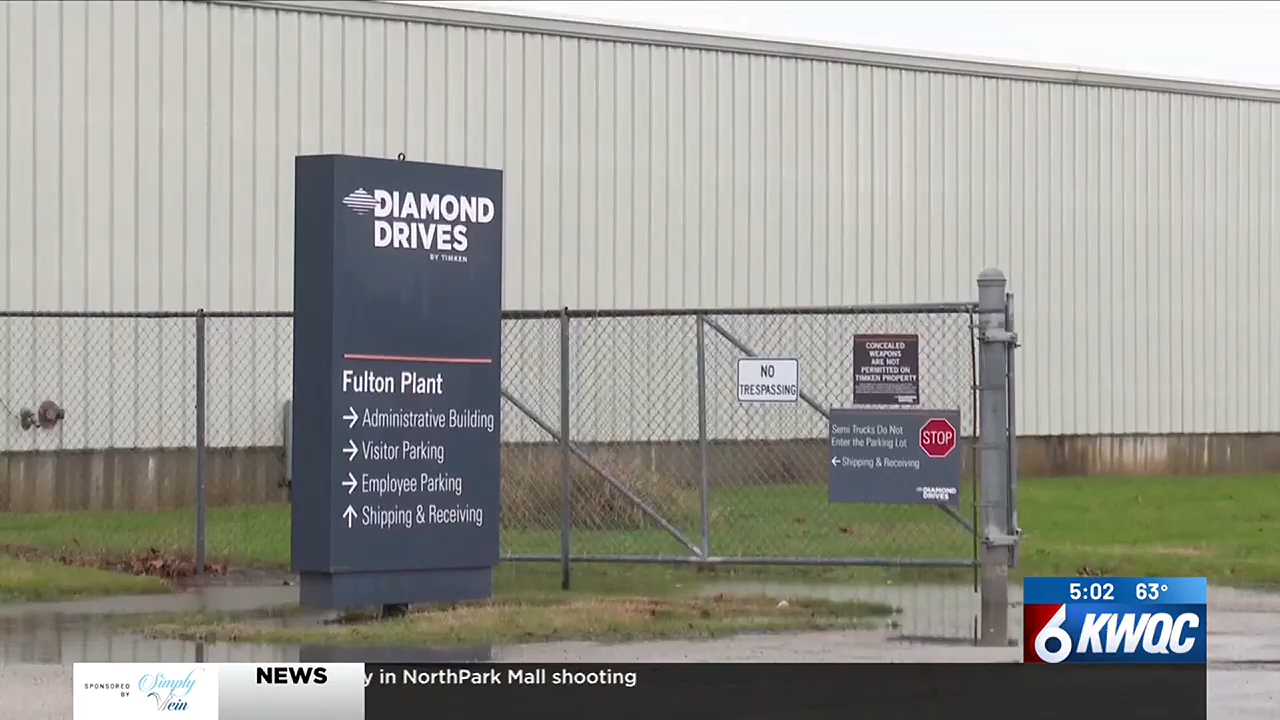 DIAMOND
DRIVES
BY TIMKEN
Fulton Plant
→ Administrative Building
→ Visitor Parking
→ Employee Parking
↑ Shipping & Receiving
NO
TRESPASSING
CONCEALED
WEAPONS
ARE NOT
PERMITTED ON
TIMKEN PROPERTY
Semi Trucks Do Not
Enter the Parking Lot
STOP
← Shipping & Receiving
DIAMOND
DRIVES
5:02 63°
6 KWQC
SPONSORED
BY
Simply
Vein
NEWS
y in NorthPark Mall shooting